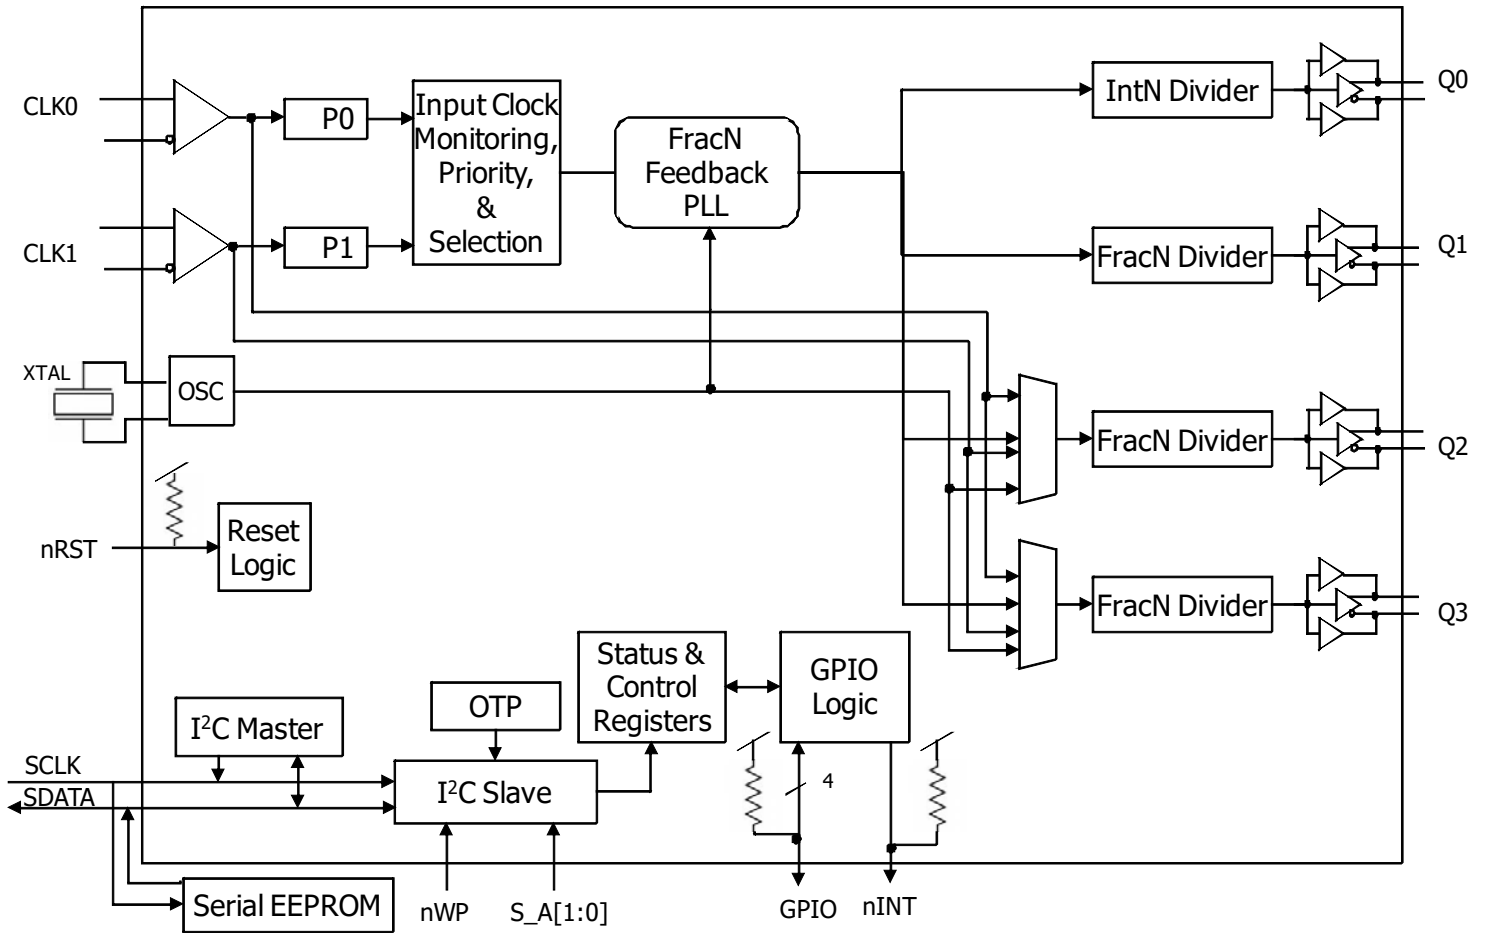 CLK0
P0
Input Clock
Monitoring,
Priority,
&
Selection
FracN
Feedback
PLL
IntN Divider
Q0
CLK1
P1
FracN Divider
Q1
XTAL
OSC
FracN Divider
Q2
nRST
Reset
Logic
FracN Divider
Q3
Status &
Control
Registers
GPIO
Logic
OTP
I²C Master
SCLK
SDATA
I²C Slave
4
Serial EEPROM
nWP
S_A[1:0]
GPIO
nINT